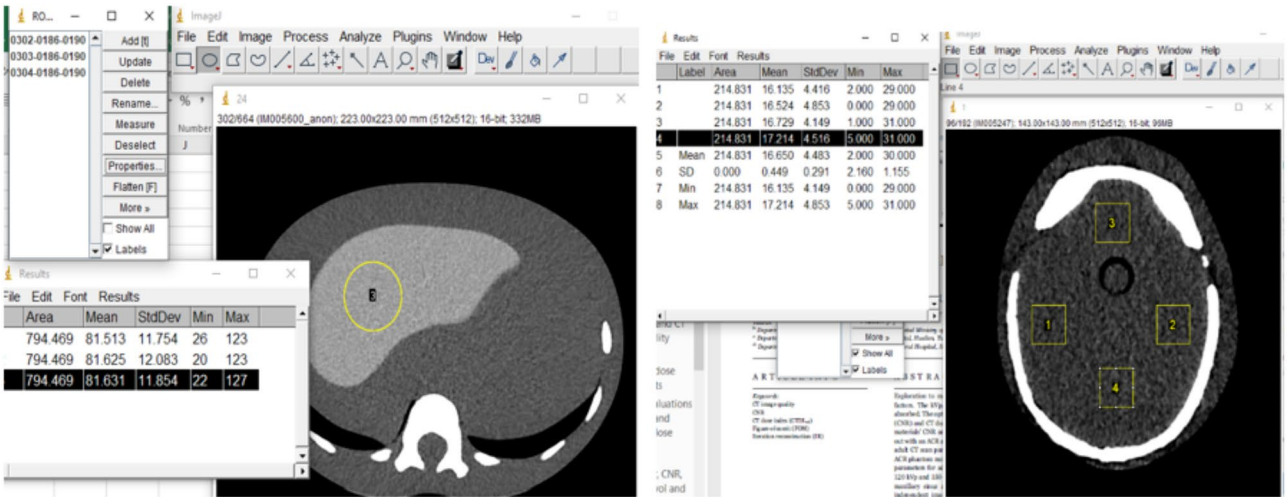 RO...
0302-0186-0190
0303-0186-0190
0304-0186-0190
Add [t]
Update
Delete
Rename...
Measure
Deselect
Properties...
Flatten [F]
More »
Show All
Labels
ImageJ
File Edit Image Process Analyze Plugins Window Help
Dev
% ,
Number
J
24
302/664 (IM005600_anon); 223.00x223.00 mm (512x512); 16-bit; 332MB
3
Results
File Edit Font Results
Area Mean StdDev Min Max
794.469 81.513 11.754 26 123
794.469 81.625 12.083 20 123
794.469 81.631 11.854 22 127
Results
File Edit Font Results
Label Area Mean StdDev Min Max
1 214.831 16.135 4.416 2.000 29.000
2 214.831 16.524 4.853 0.000 29.000
3 214.831 16.729 4.149 1.000 31.000
4 214.831 17.214 4.516 5.000 31.000
5 Mean 214.831 16.650 4.483 2.000 30.000
6 SD 0.000 0.449 0.291 2.160 1.155
7 Min 214.831 16.135 4.149 0.000 29.000
8 Max 214.831 17.214 4.853 5.000 31.000
More »
Show All
Labels
Keywords:
CT image quality
CNR
Figure of merit (FOM)
Iterative reconstruction (IR)
, CNR,
ol and
File Edit Image Process Analyze Plugins Window Help
Dev
Line 4
96/192 (IM005247); 143.00x143.00 mm (512x512); 16-bit; 96MB
3
1
2
4